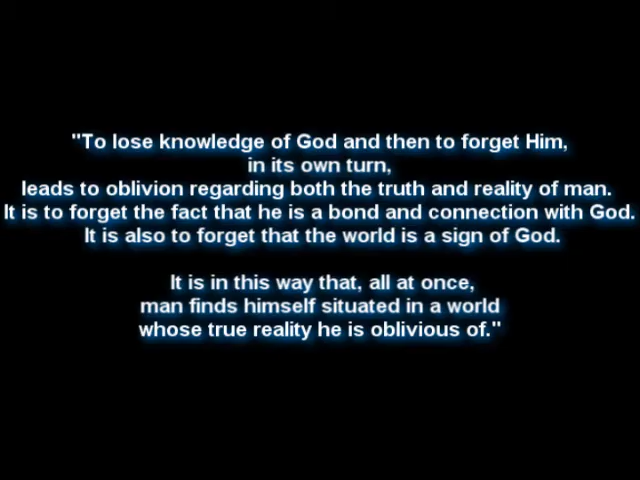 "To lose knowledge of God and then to forget Him,
in its own turn,
leads to oblivion regarding both the truth and reality of man.
It is to forget the fact that he is a bond and connection with God.
It is also to forget that the world is a sign of God.
It is in this way that, all at once,
man finds himself situated in a world
whose true reality he is oblivious of."